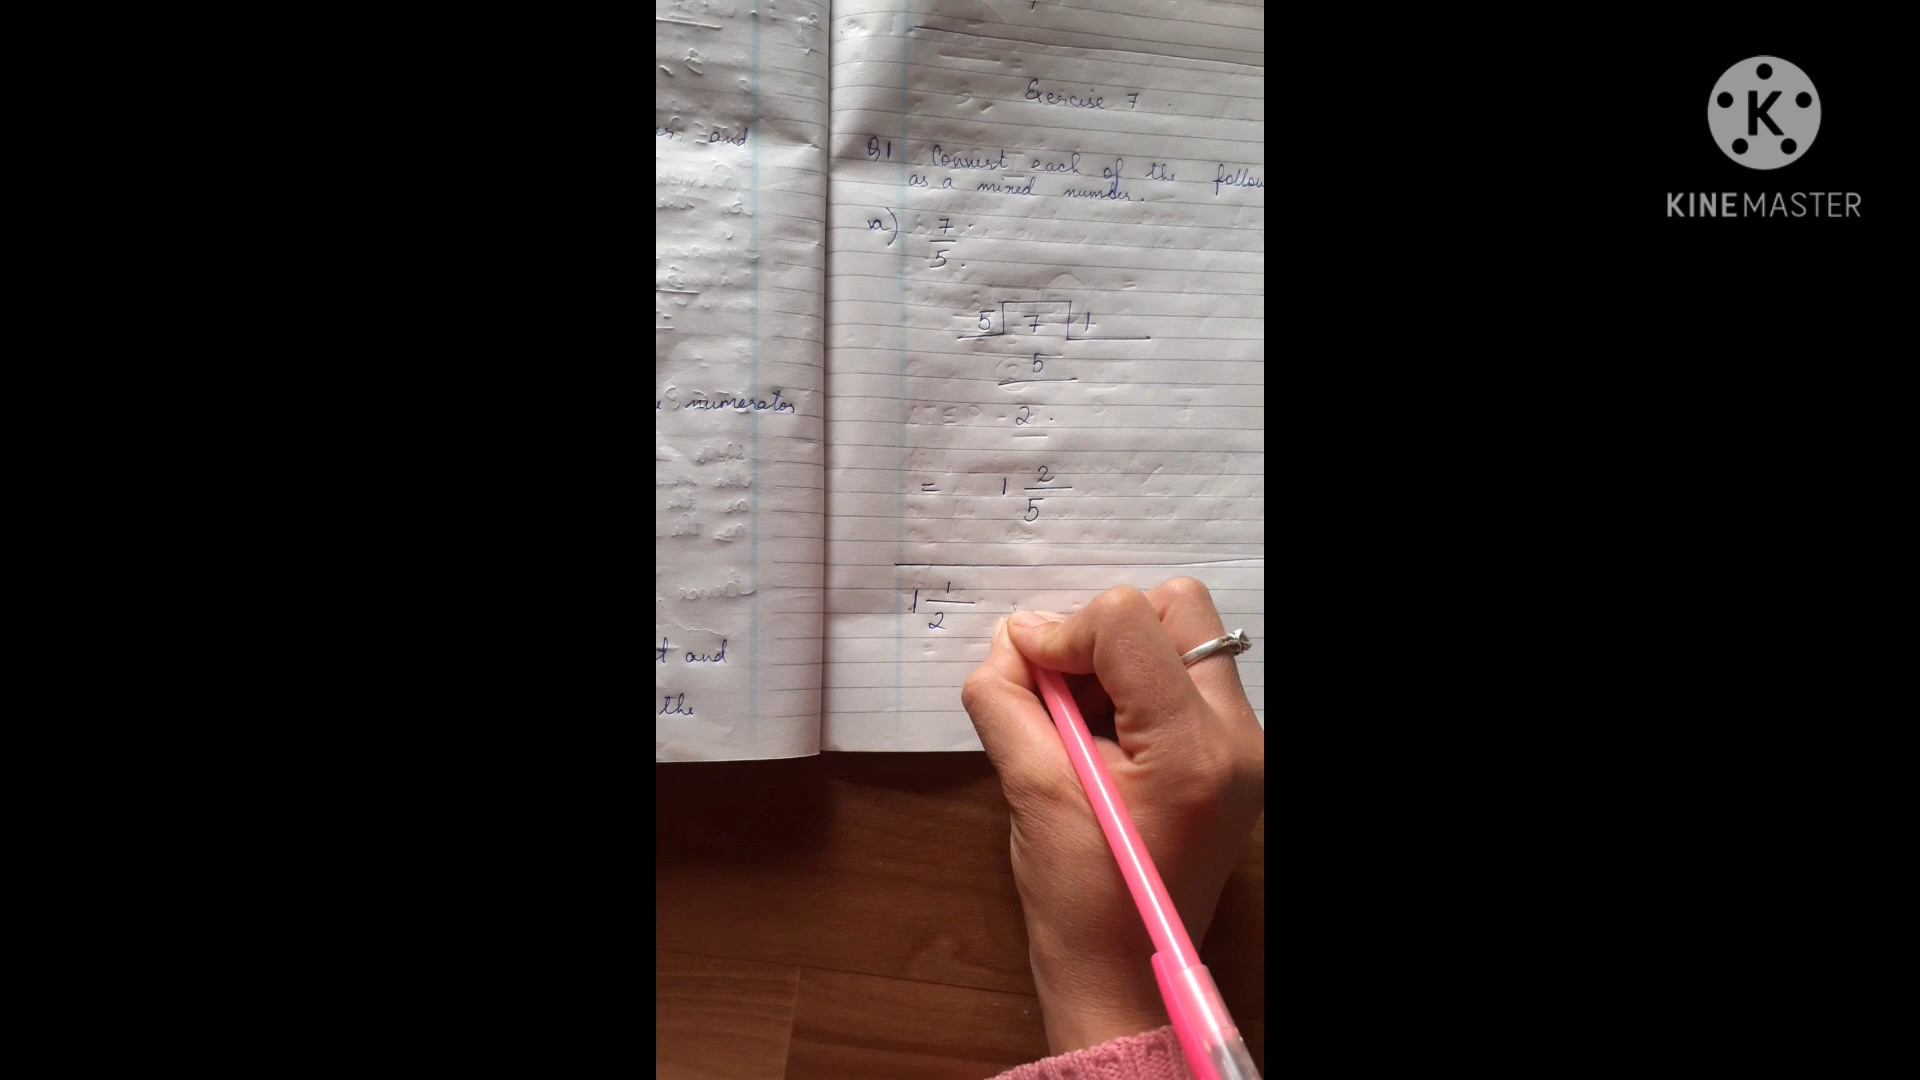 and
numerator
t and
the
Exercise 7.
Q1 Convert each of the follow
as a mixed number.
a) 7
5.
5 7 1
5
2.
= 1 2
5
1 1
2
K
KINEMASTER